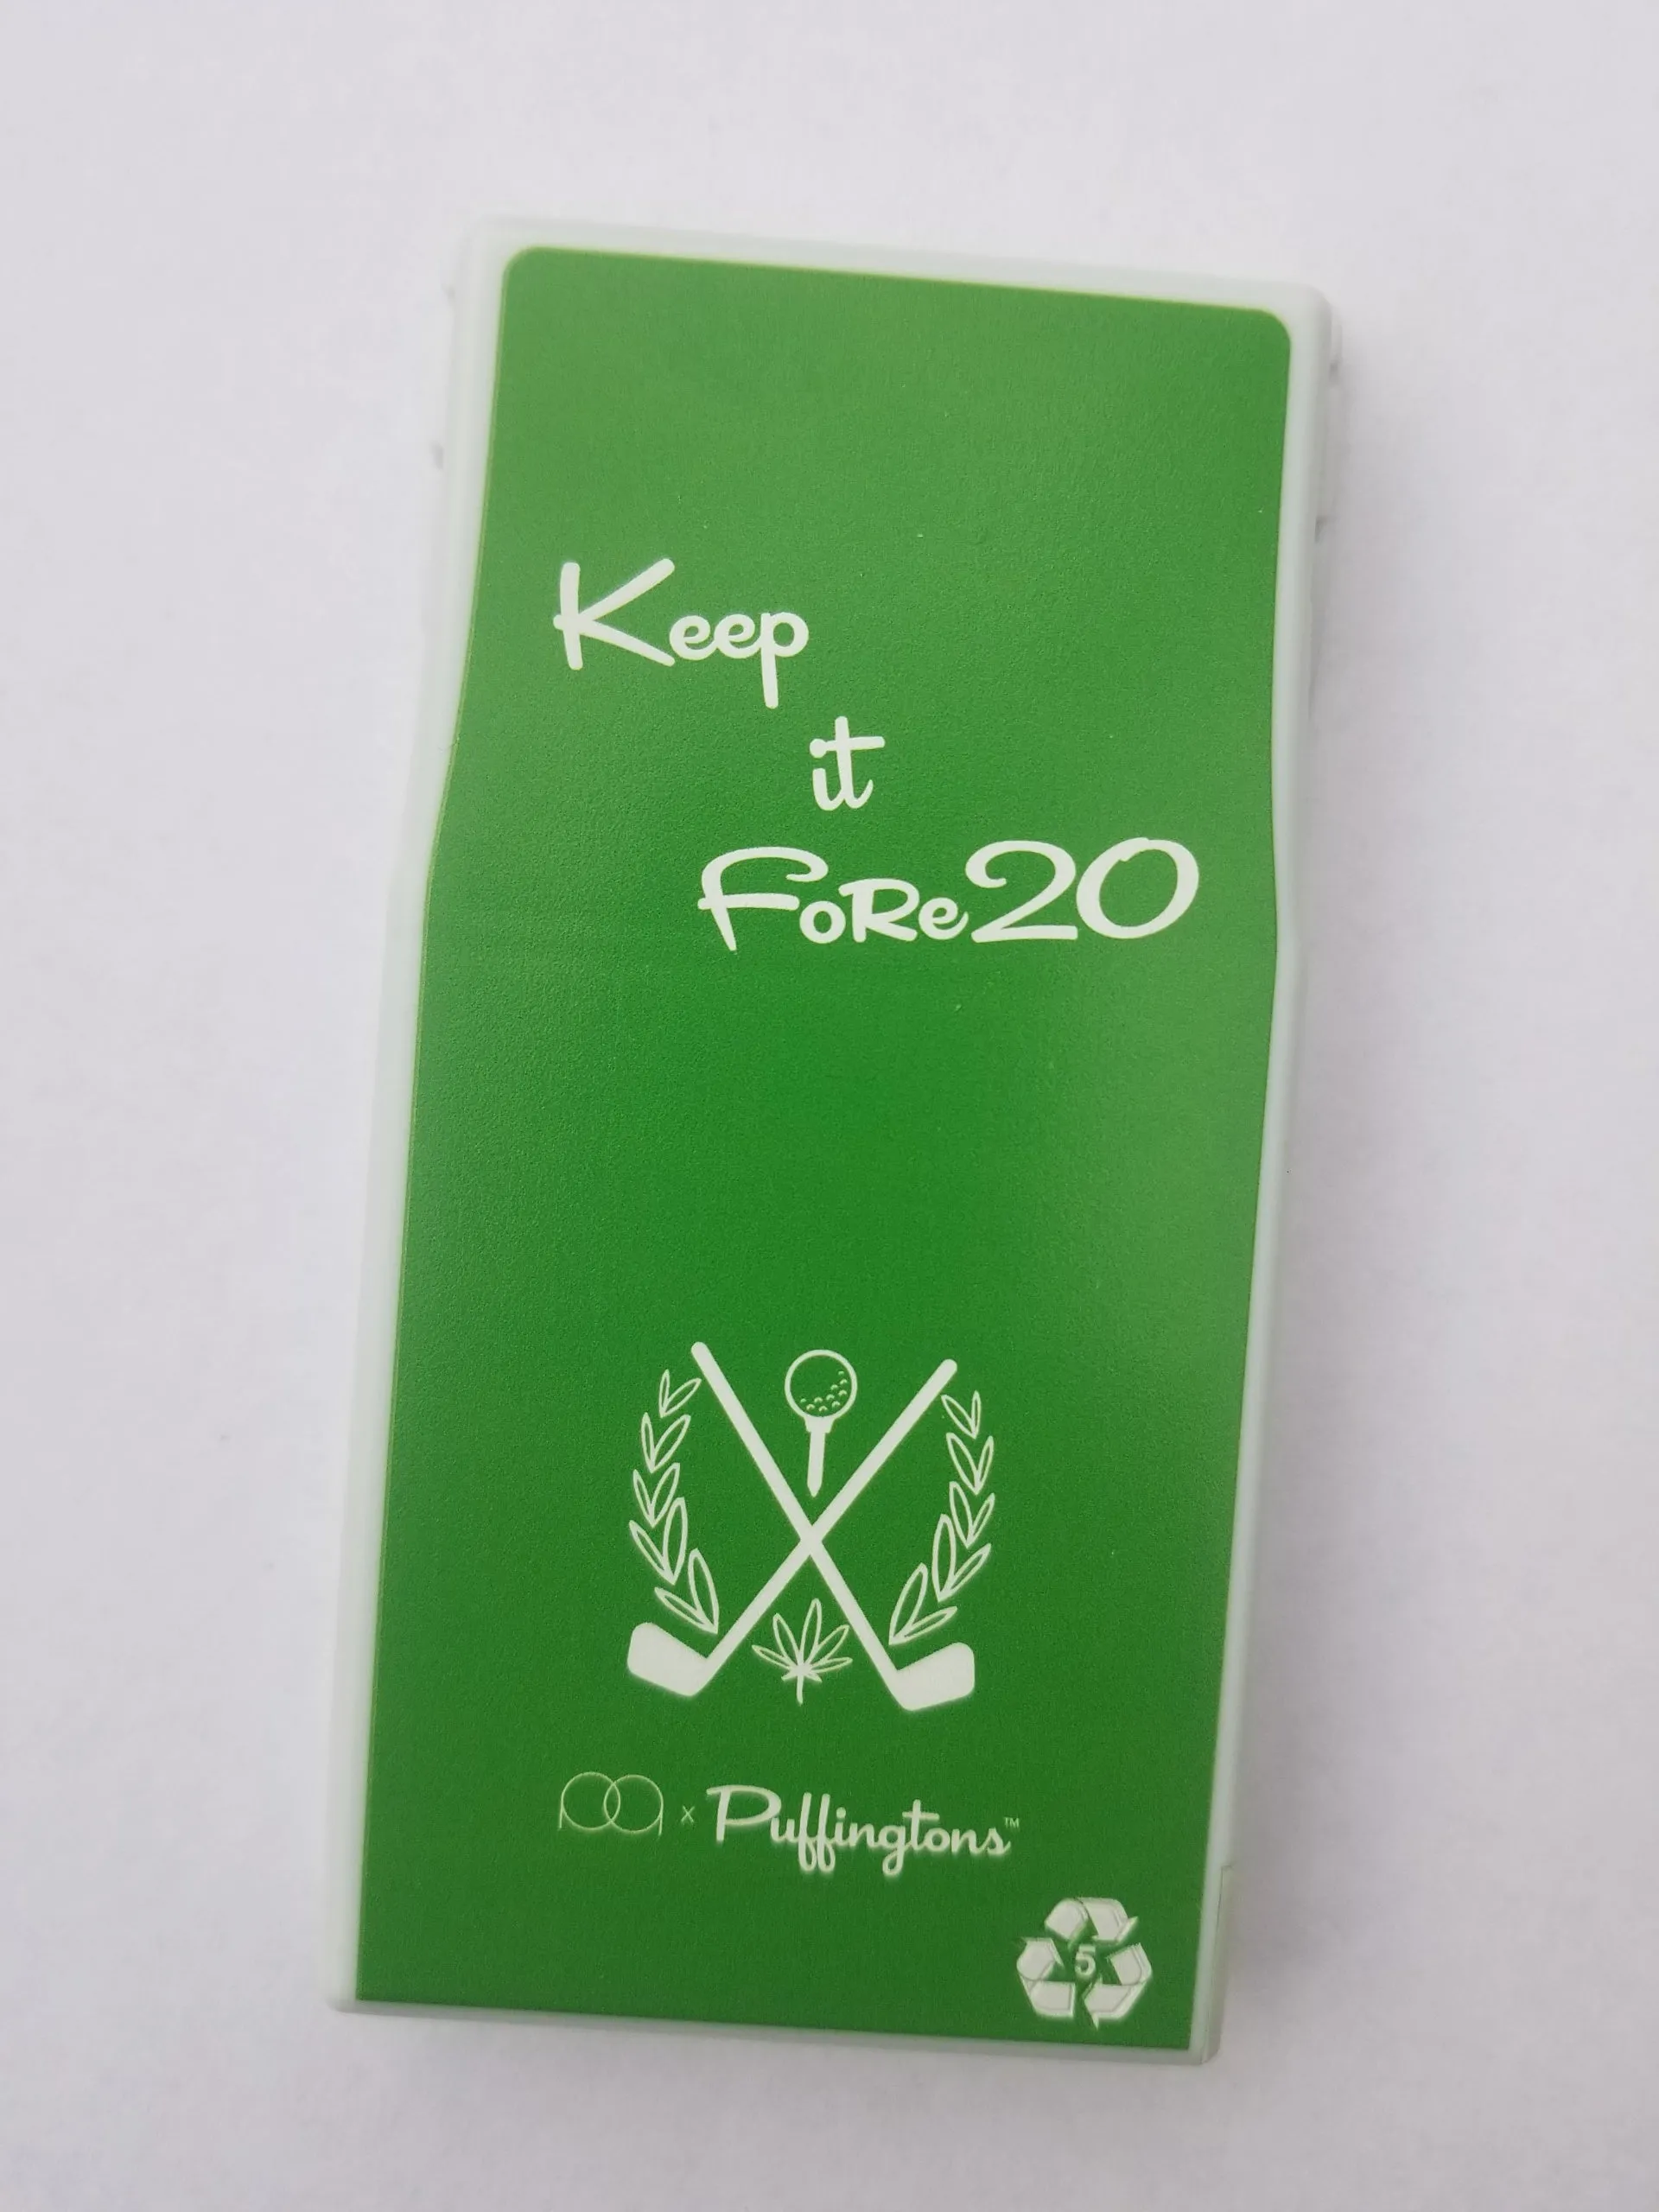 Keep
it
FoRe20
x Puffingtons™
5